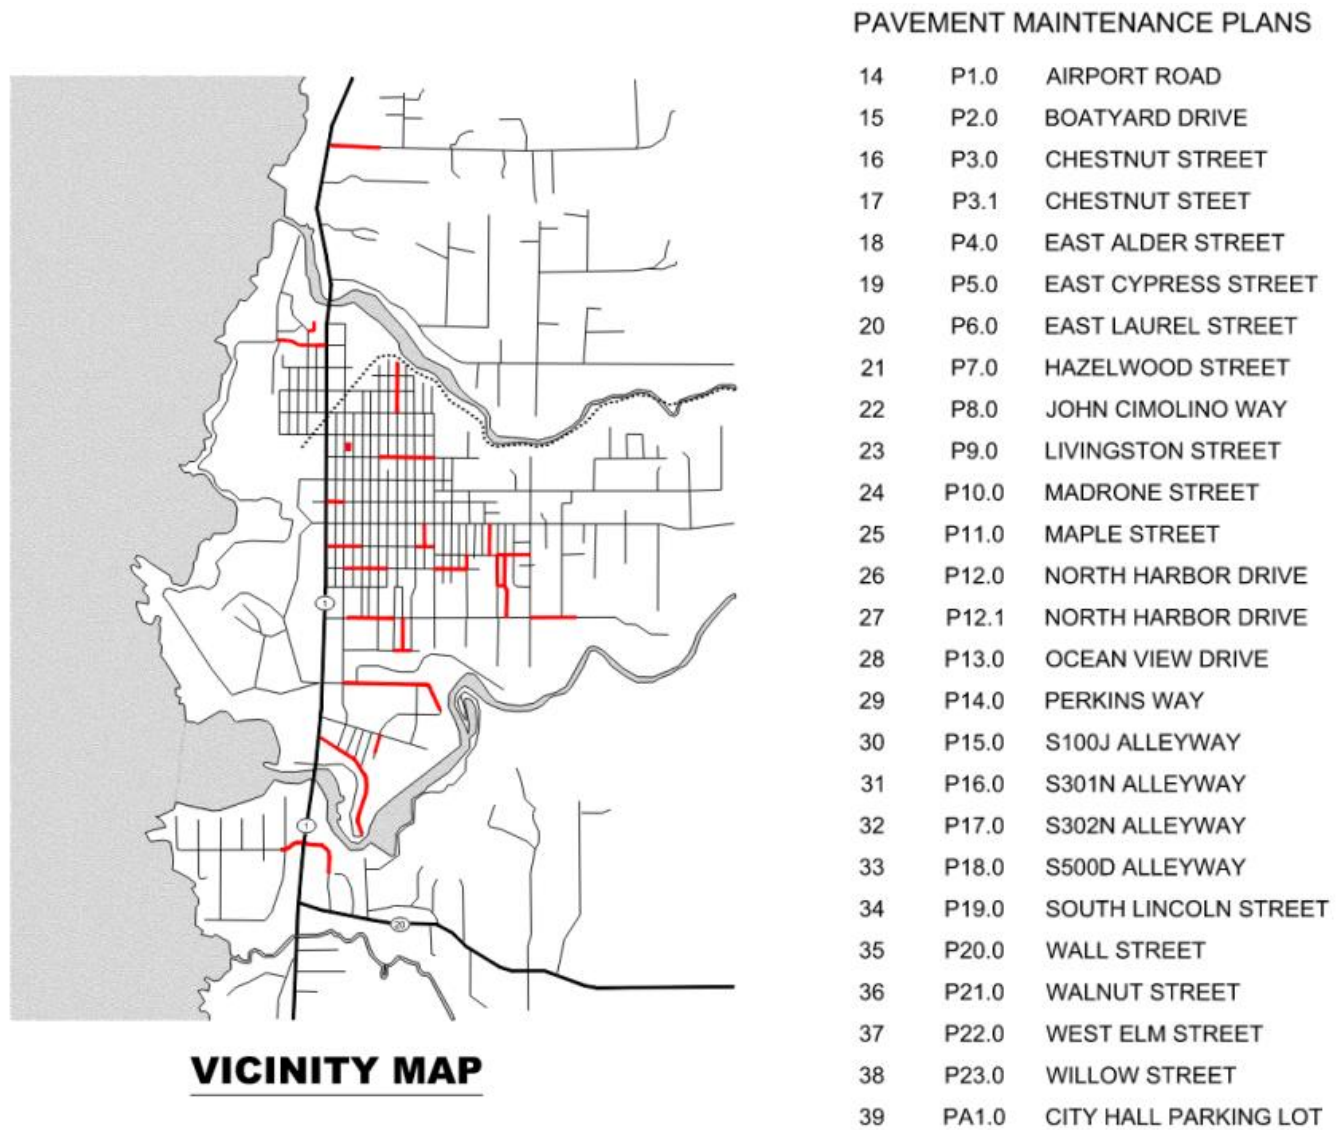 PAVEMENT MAINTENANCE PLANS
14 P1.0 AIRPORT ROAD
15 P2.0 BOATYARD DRIVE
16 P3.0 CHESTNUT STREET
17 P3.1 CHESTNUT STEET
18 P4.0 EAST ALDER STREET
19 P5.0 EAST CYPRESS STREET
20 P6.0 EAST LAUREL STREET
21 P7.0 HAZELWOOD STREET
22 P8.0 JOHN CIMOLINO WAY
23 P9.0 LIVINGSTON STREET
24 P10.0 MADRONE STREET
25 P11.0 MAPLE STREET
26 P12.0 NORTH HARBOR DRIVE
27 P12.1 NORTH HARBOR DRIVE
28 P13.0 OCEAN VIEW DRIVE
29 P14.0 PERKINS WAY
30 P15.0 S100J ALLEYWAY
31 P16.0 S301N ALLEYWAY
32 P17.0 S302N ALLEYWAY
33 P18.0 S500D ALLEYWAY
34 P19.0 SOUTH LINCOLN STREET
35 P20.0 WALL STREET
36 P21.0 WALNUT STREET
37 P22.0 WEST ELM STREET
38 P23.0 WILLOW STREET
39 PA1.0 CITY HALL PARKING LOT
1
1
20
VICINITY MAP